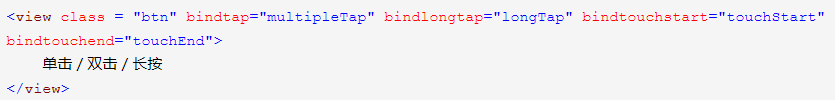 <view class = "btn" bindtap="multipleTap" bindlongtap="longTap" bindtouchstart="touchStart"
bindtouchend="touchEnd">
单击 / 双击 / 长按
</view>